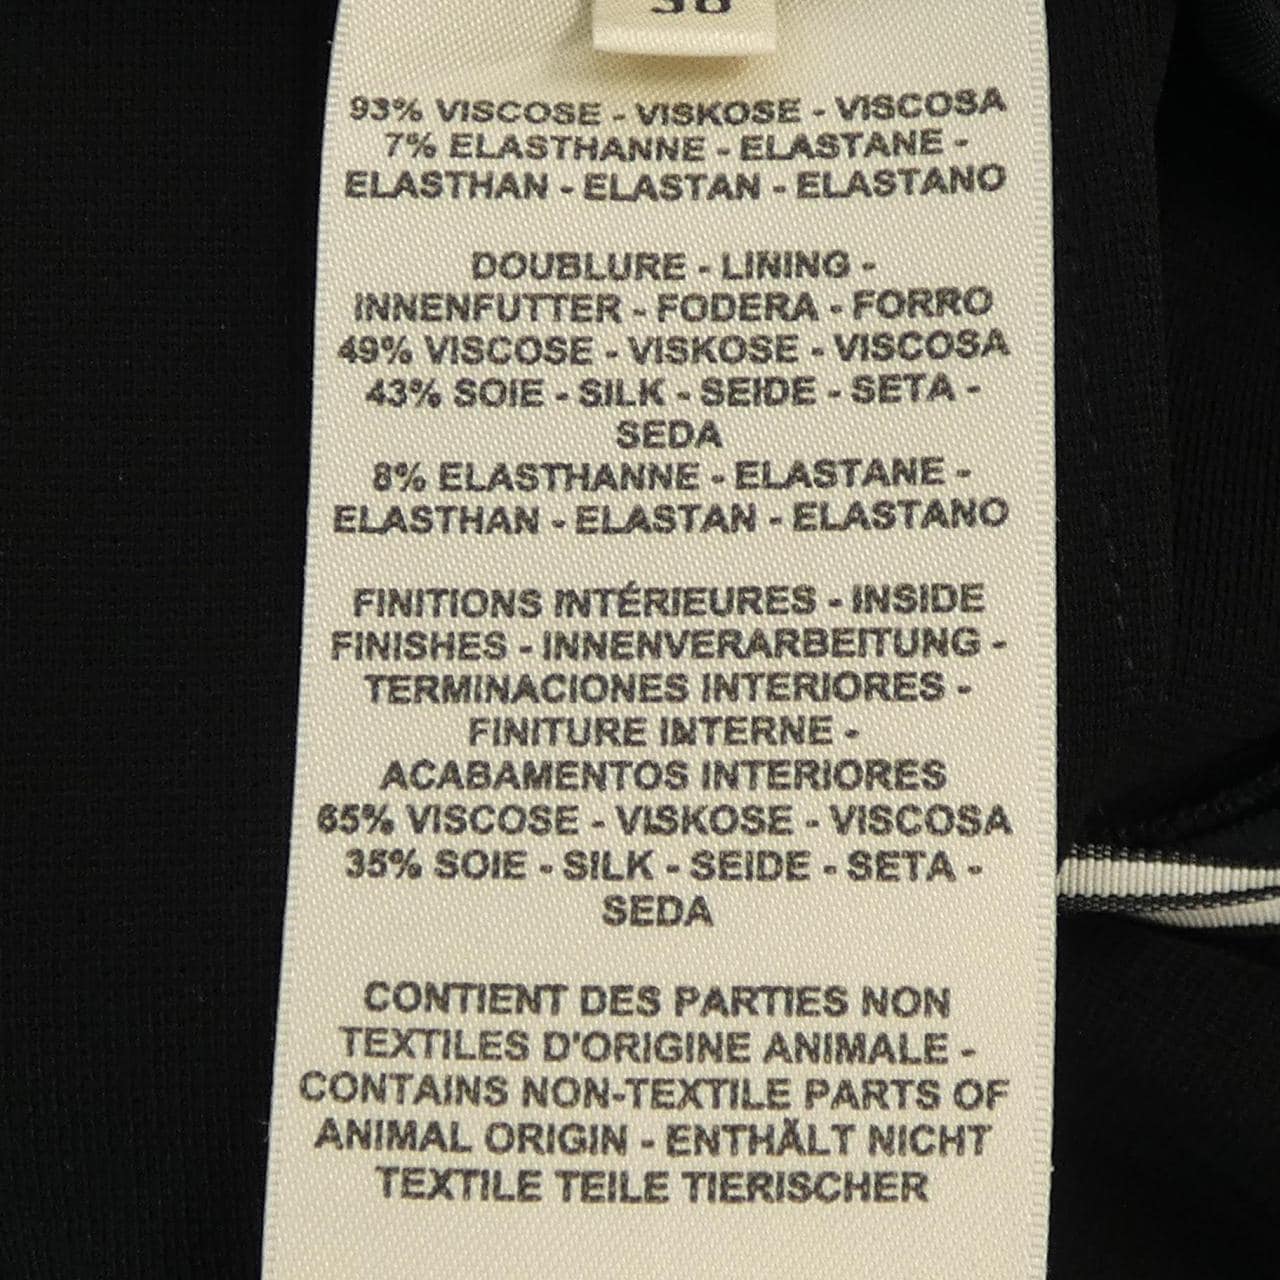 38
93% VISCOSE - VISKOSE - VISCOSA
7% ELASTHANNE - ELASTANE -
ELASTHAN - ELASTAN - ELASTANO
DOUBLURE - LINING -
INNENFUTTER - FODERA - FORRO
49% VISCOSE - VISKOSE - VISCOSA
43% SOIE - SILK - SEIDE - SETA -
SEDA
8% ELASTHANNE - ELASTANE -
ELASTHAN - ELASTAN - ELASTANO
FINITIONS INTÉRIEURES - INSIDE
FINISHES - INNENVERARBEITUNG -
TERMINACIONES INTERIORES -
FINITURE INTERNE -
ACABAMENTOS INTERIORES
65% VISCOSE - VISKOSE - VISCOSA
35% SOIE - SILK - SEIDE - SETA -
SEDA
CONTIENT DES PARTIES NON
TEXTILES D'ORIGINE ANIMALE -
CONTAINS NON-TEXTILE PARTS OF
ANIMAL ORIGIN - ENTHÄLT NICHT
TEXTILE TEILE TIERISCHER